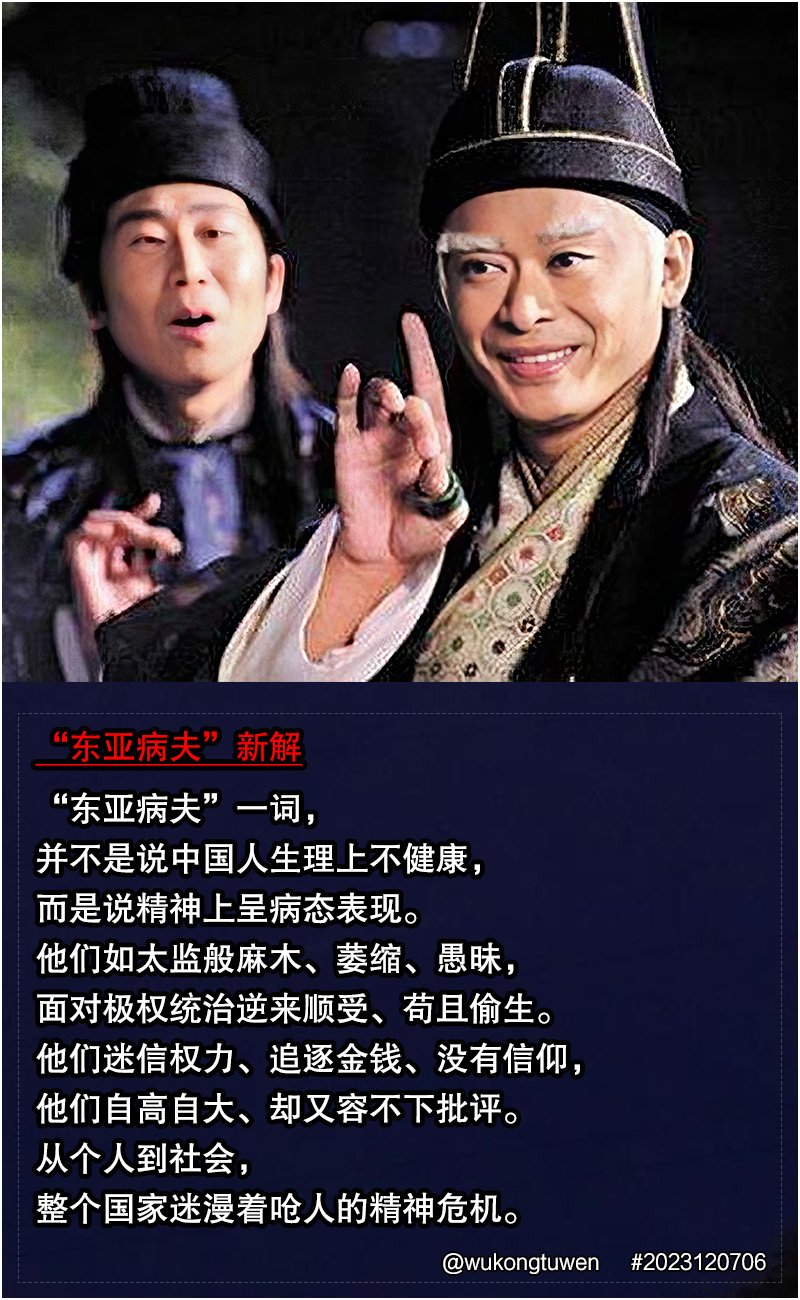 “东亚病夫”新解
“东亚病夫”一词，
并不是说中国人生理上不健康，
而是说精神上呈病态表现。
他们如太监般麻木、萎缩、愚昧，
面对极权统治逆来顺受、苟且偷生。
他们迷信权力、追逐金钱、没有信仰，
他们自高自大、却又容不下批评。
从个人到社会，
整个国家迷漫着呛人的精神危机。
@wukongtuwen #2023120706